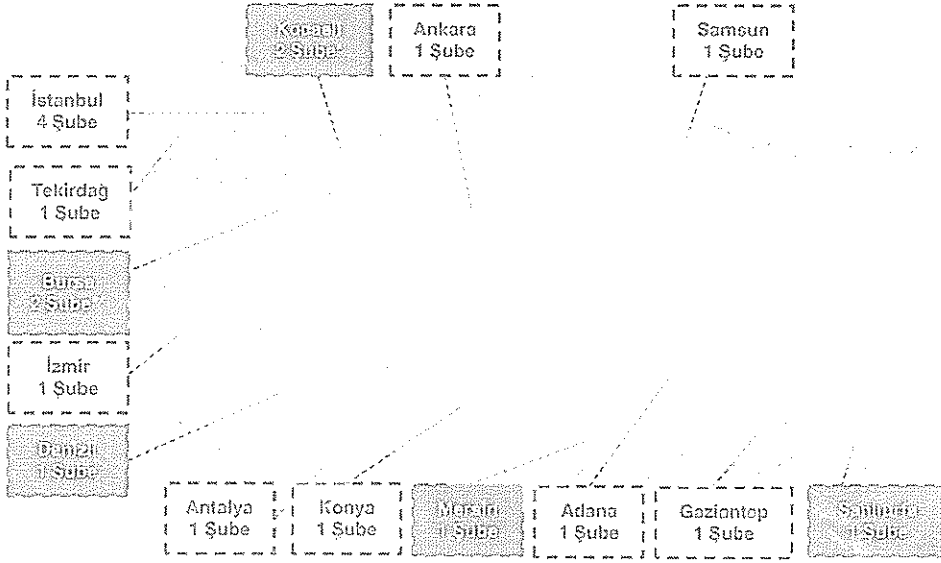 Kocaeli
2 Şube
Ankara
1 Şube
Samsun
1 Şube
İstanbul
4 Şube
Tekirdağ
1 Şube
Bursa
2 Şube
İzmir
1 Şube
Denizli
1 Şube
Antalya
1 Şube
Konya
1 Şube
Mersin
1 Şube
Adana
1 Şube
Gaziantep
1 Şube
Şanlıurfa
1 Şube